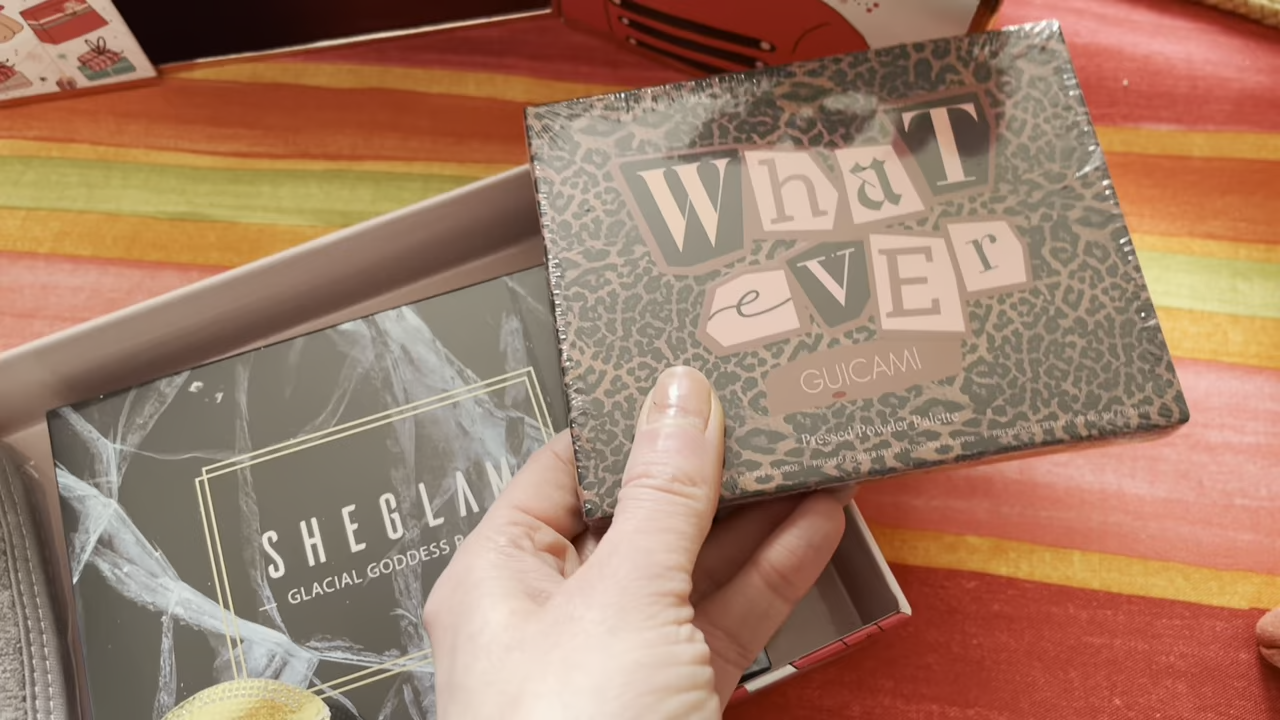 WhaT
eVEr
GUICAMI
Pressed Powder Palette
SHEGLAM
GLACIAL GODDESS